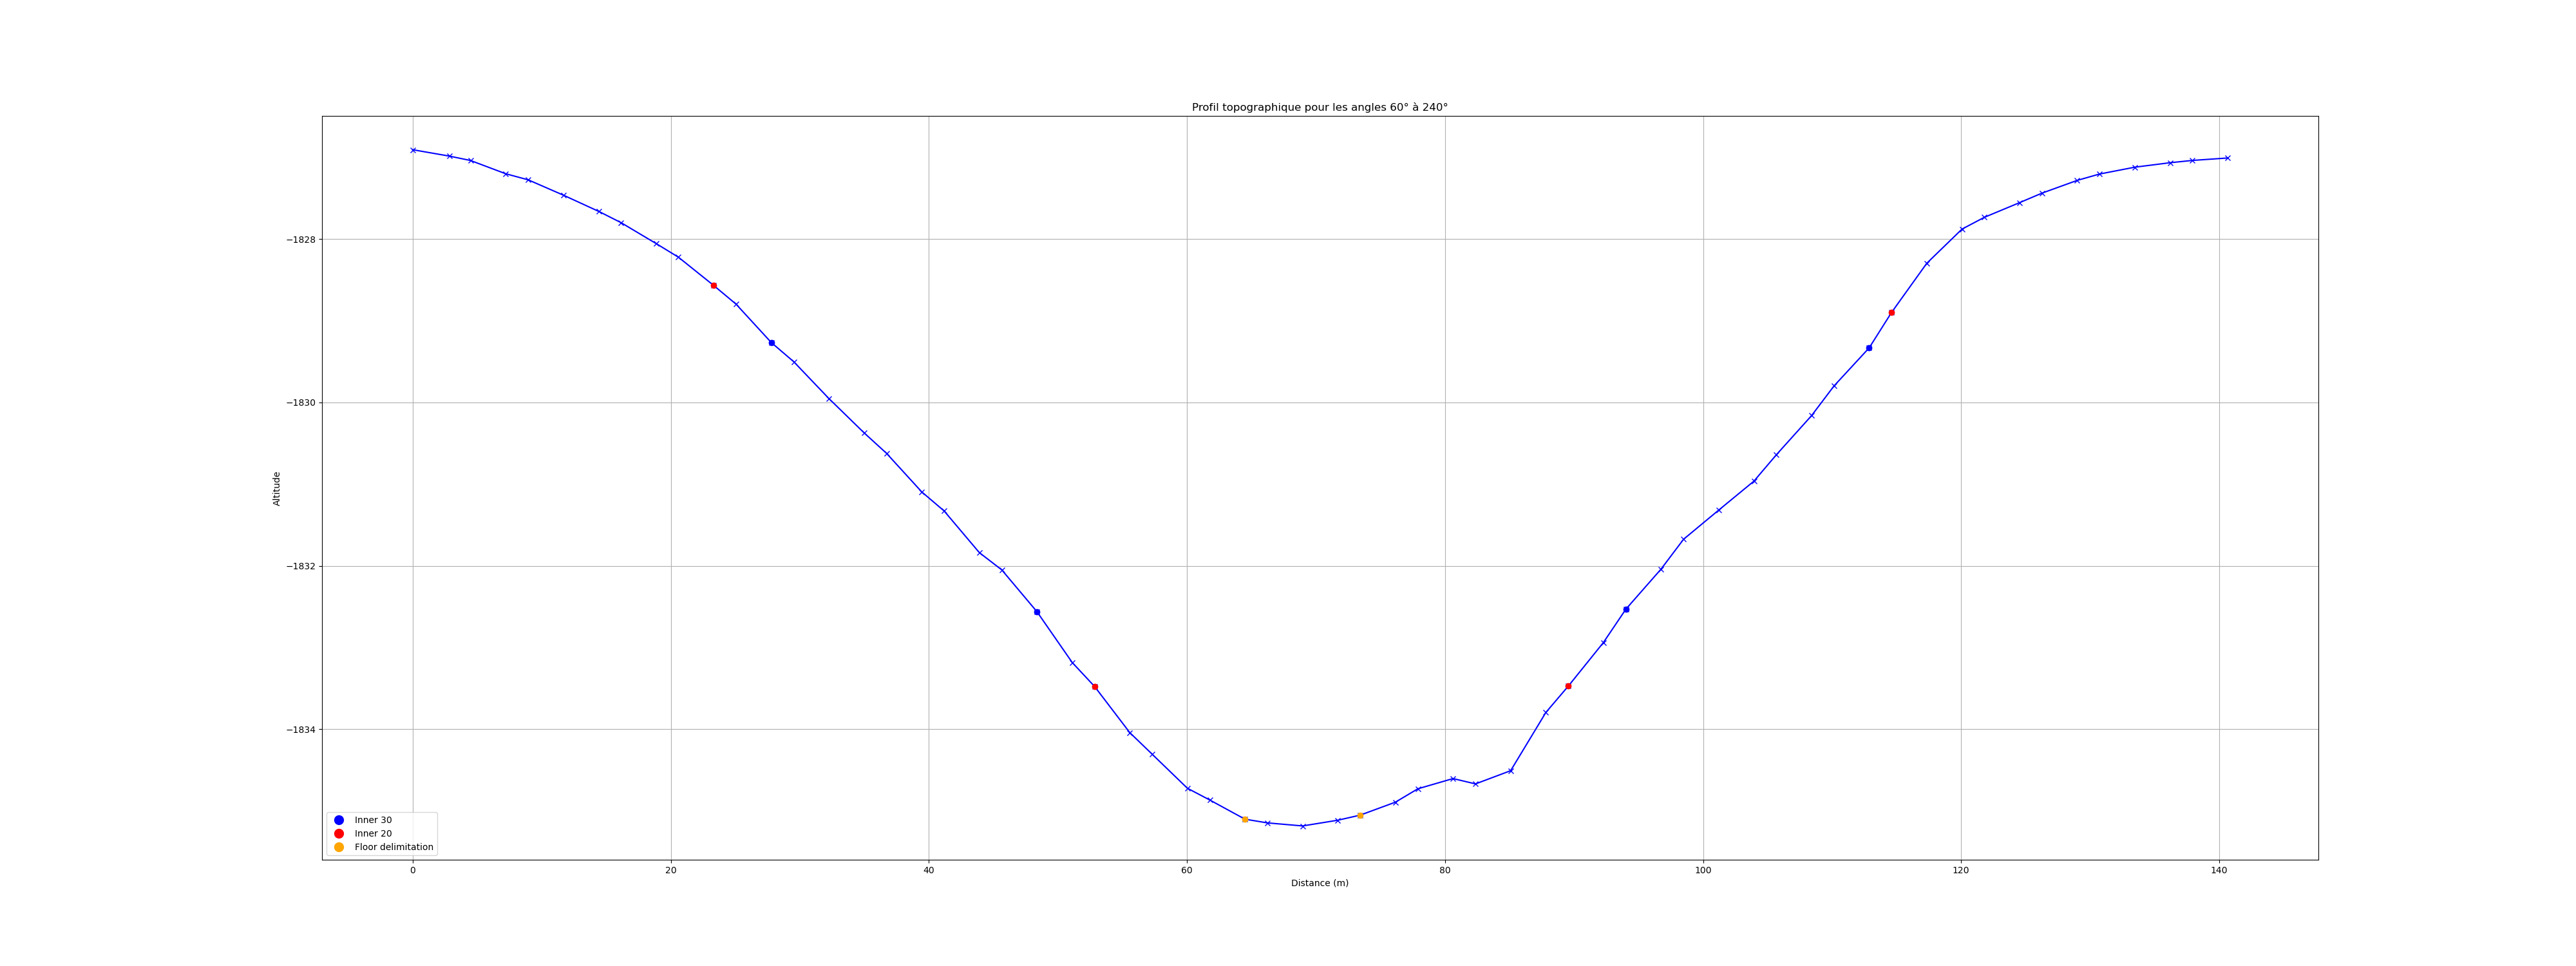 Profil topographique pour les angles 60° à 240°
Altitude
−1828
−1830
−1832
−1834
Inner 30
Inner 20
Floor delimitation
0 20 40 60 80 100 120 140
Distance (m)